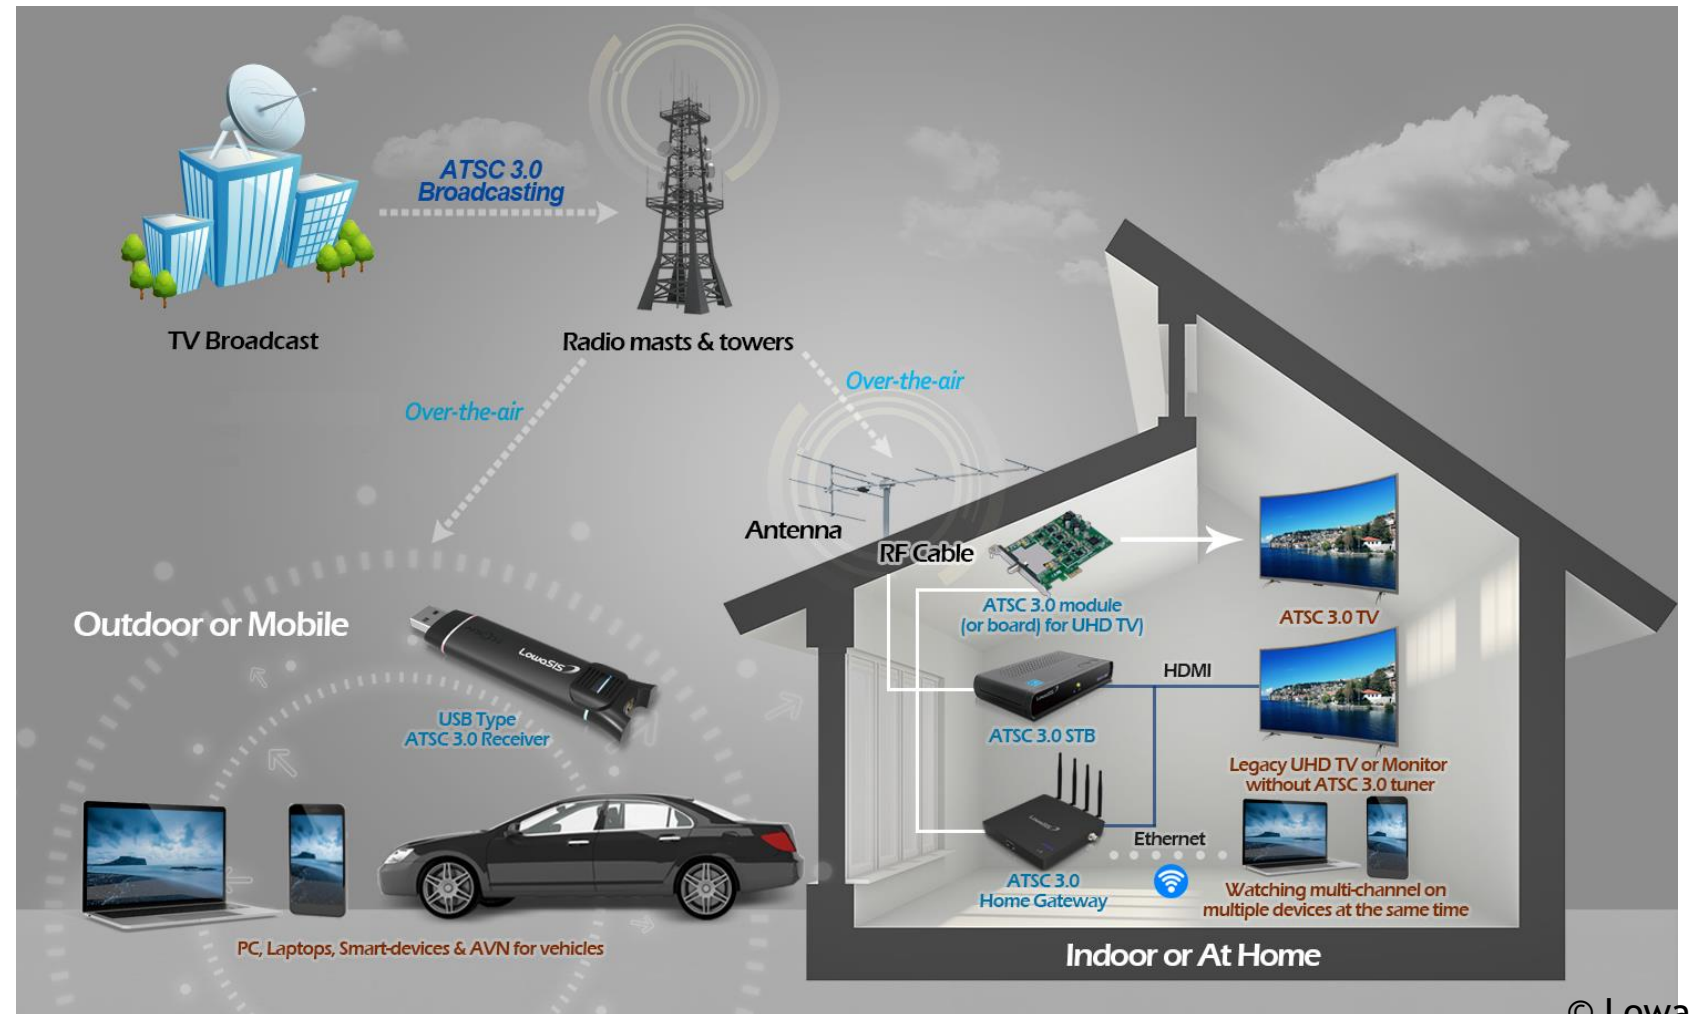 ATSC 3.0
Broadcasting
TV Broadcast
Radio masts & towers
Over-the-air
Over-the-air
Antenna
RF Cable
ATSC 3.0 module
(or board) for UHD TV)
ATSC 3.0 TV
Outdoor or Mobile
LowaSIS
USB Type
ATSC 3.0 Receiver
HDMI
LowaSIS
ATSC 3.0 STB
Legacy UHD TV or Monitor
without ATSC 3.0 tuner
LowaSIS
Ethernet
ATSC 3.0
Home Gateway
Watching multi-channel on
multiple devices at the same time
PC, Laptops, Smart-devices & AVN for vehicles
Indoor or At Home
© Lowa